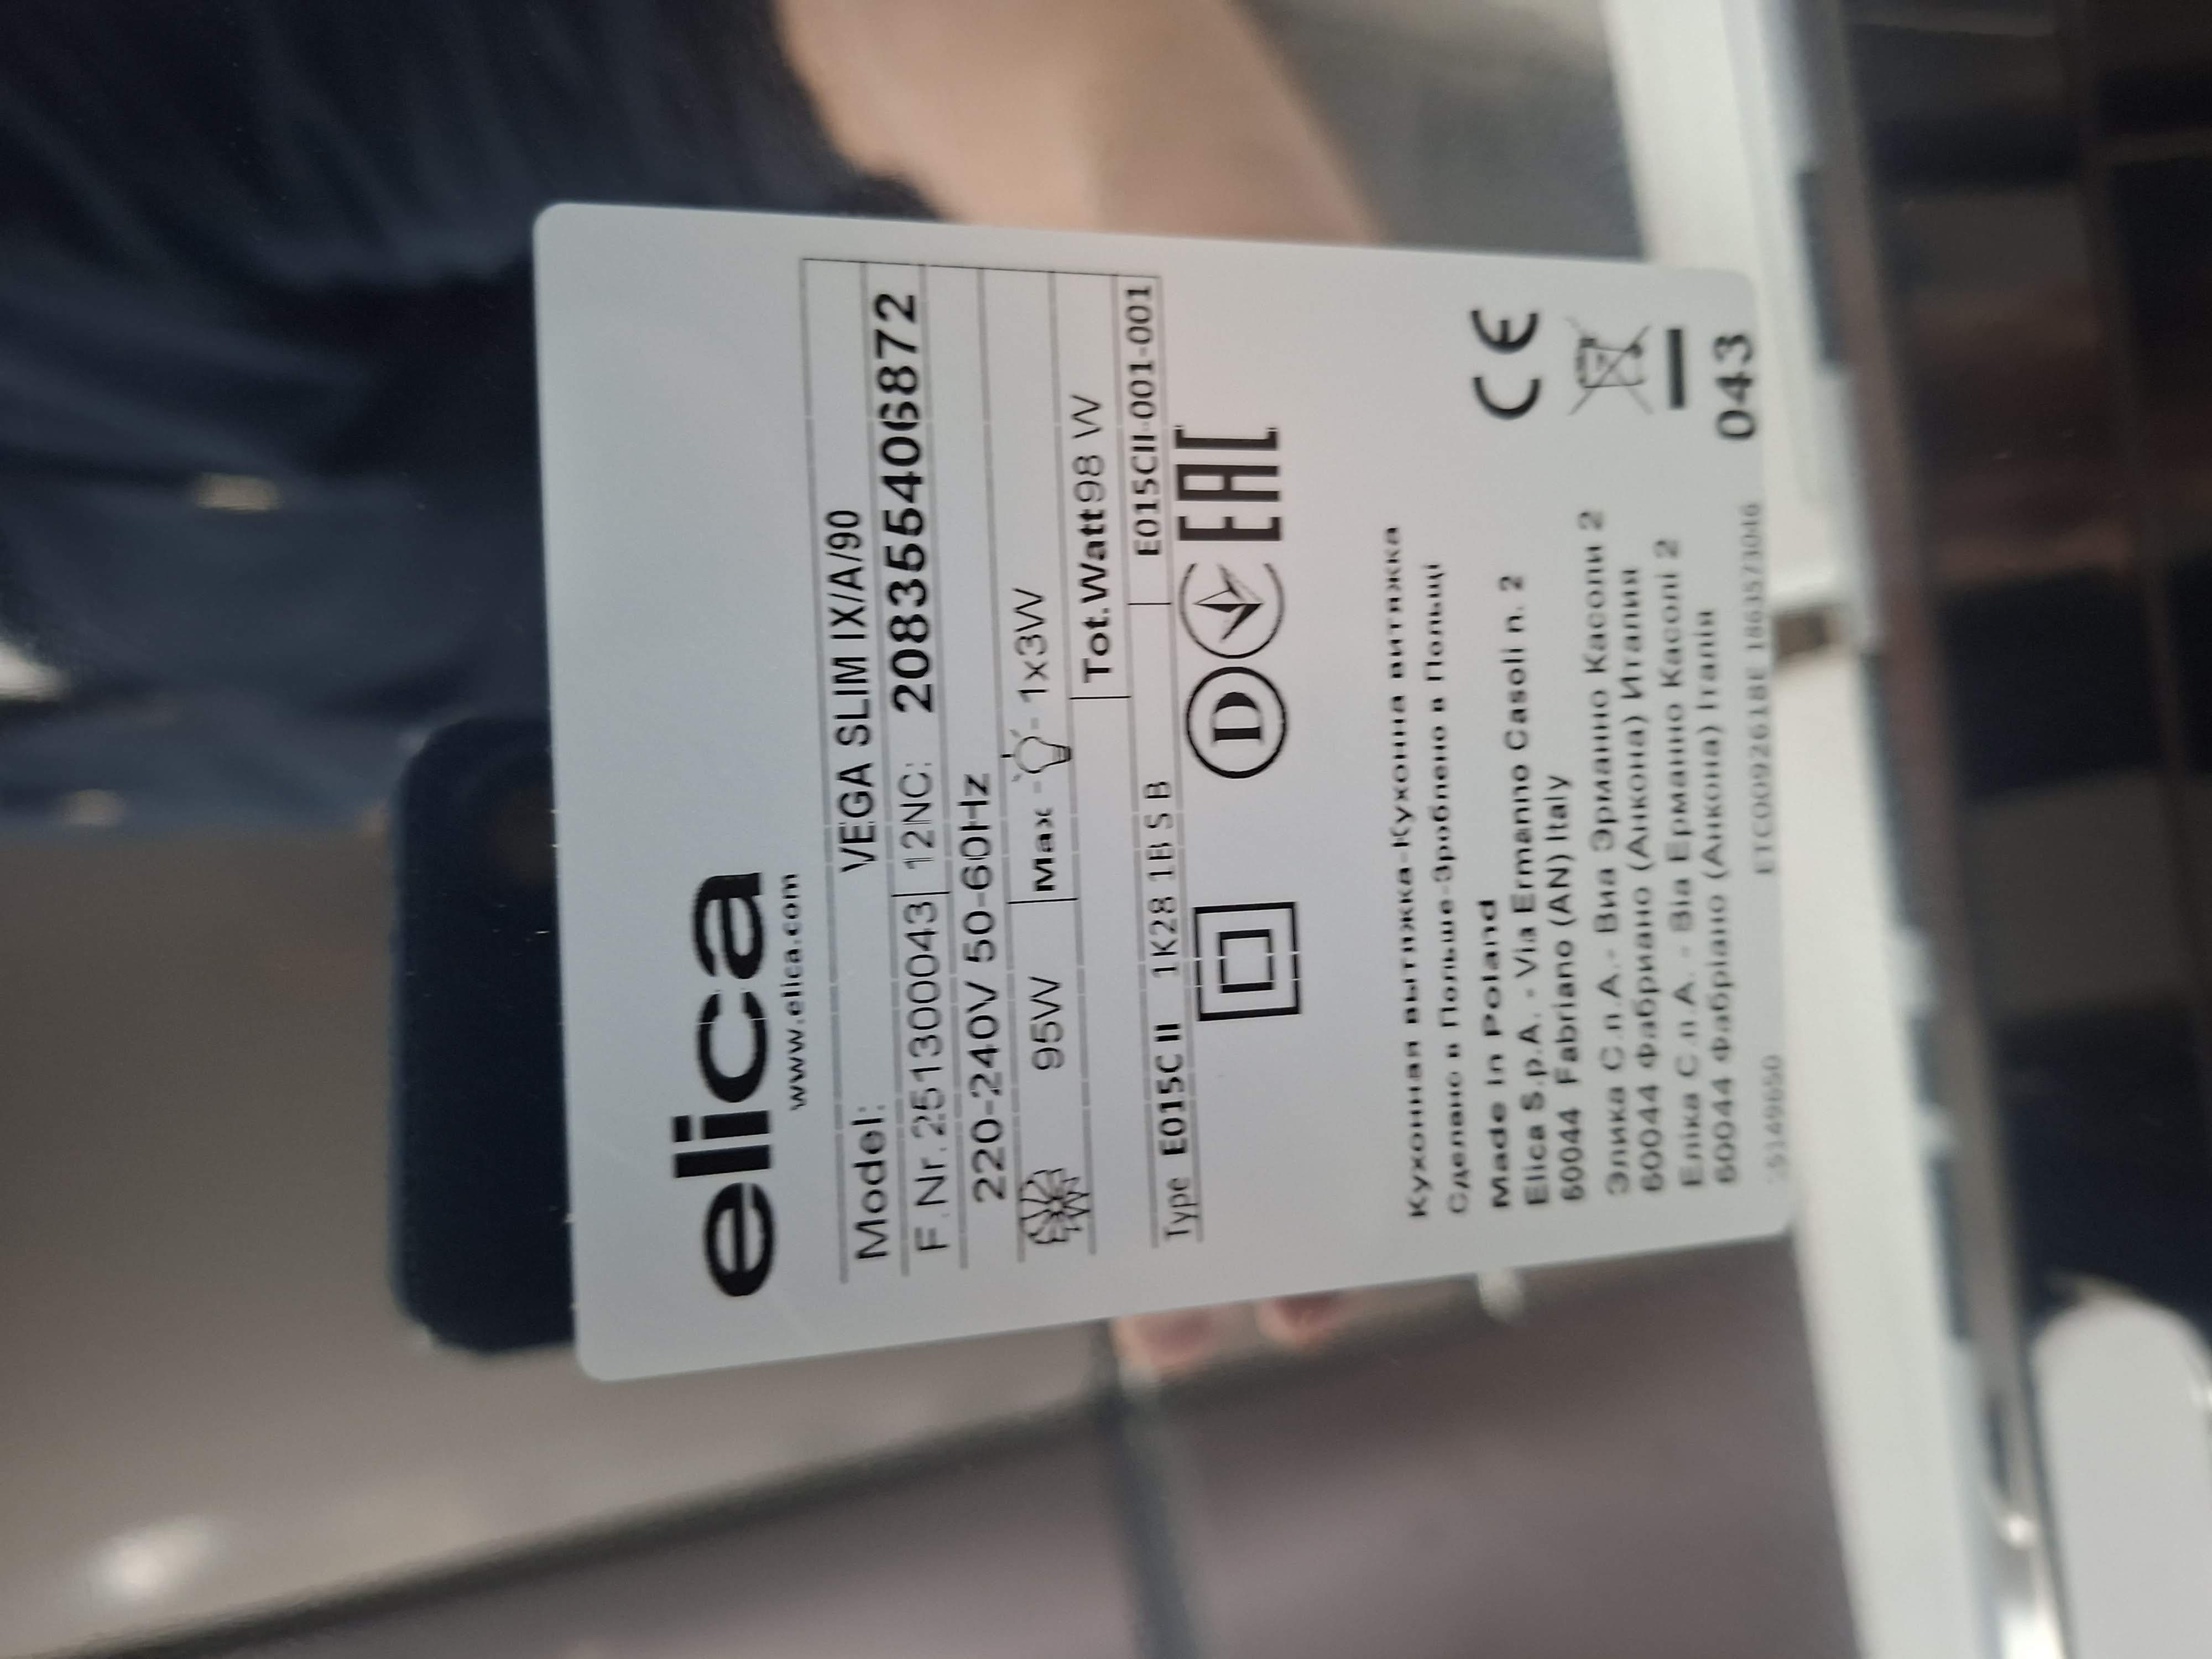 elica
www.elica.com
Model: VEGA SLIM IX/A/90
F.Nr.251300043 12NC: 208355406872
220-240V 50-60Hz
95W Max - 1x3W
Tot.Watt98 W
Type E015C II 1K28 1B S B E015CII-001-001
D EAC
Кухонная вытяжка-Кухонна витяжка
Сделано в Польше-Зроблено в Польщі
Made in Poland
Elica S.p.A. - Via Ermanno Casoli n. 2
60044 Fabriano (AN) Italy
Элика С.п.А.- Виа Эрманно Касоли 2
60044 Фабриано (Анкона) Италия
Еліка С.п.А. - Віа Ерманно Касолі 2
60044 Фабріано (Анкона) Італія
CE
043